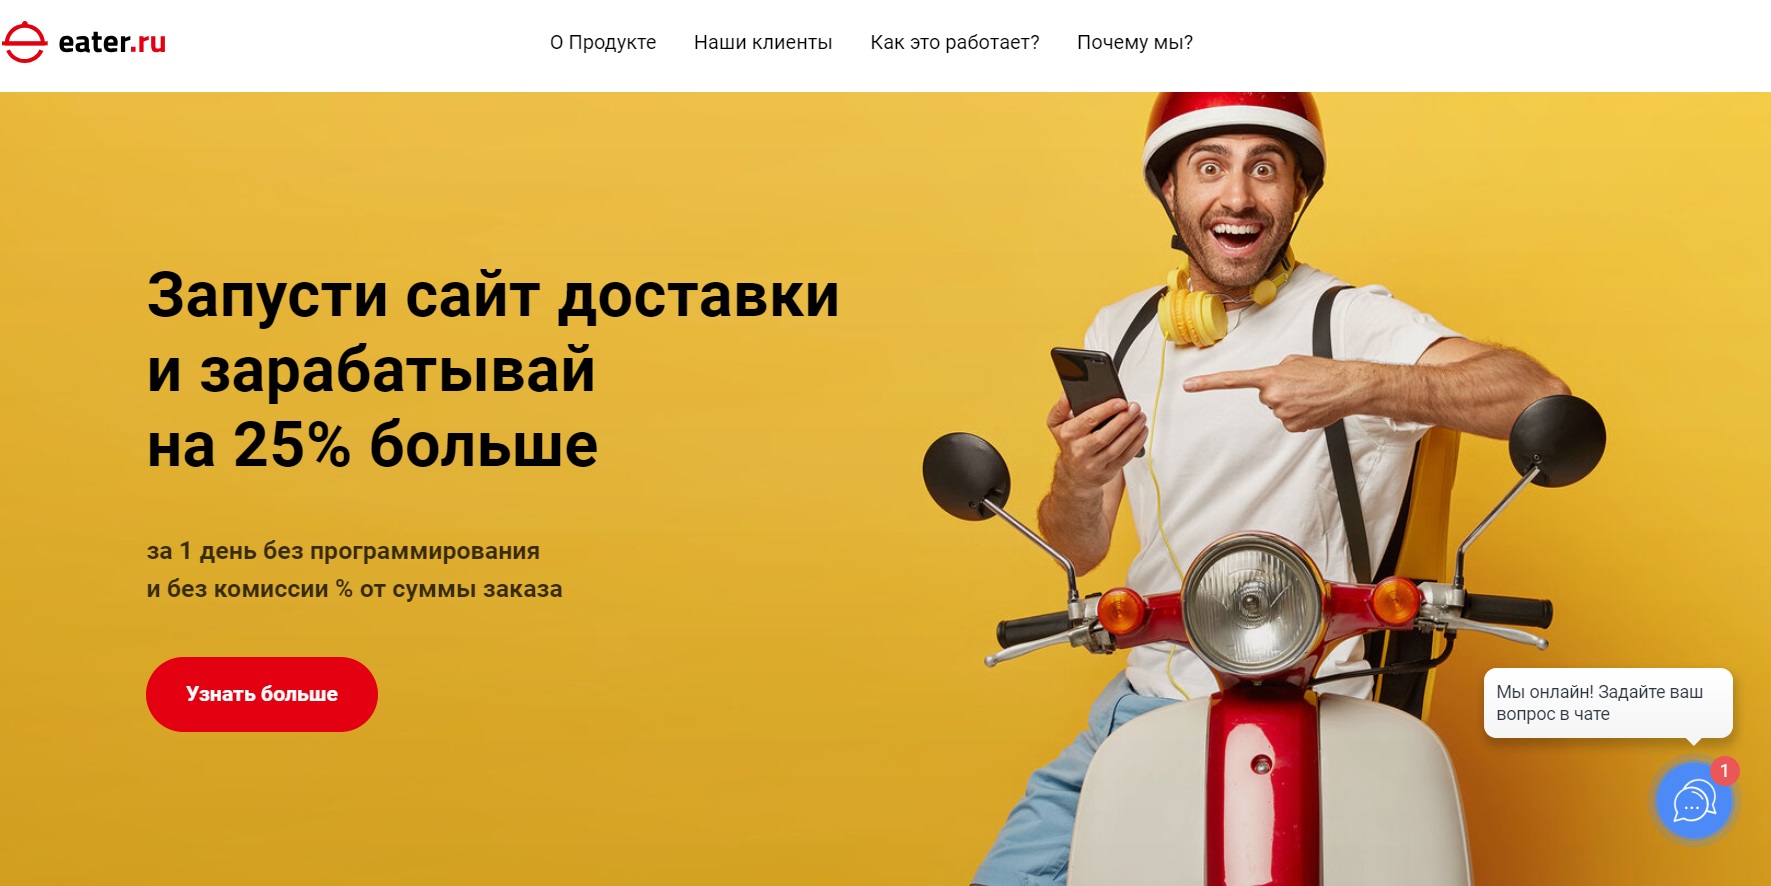 eater.ru
О Продукте
Наши клиенты
Как это работает?
Почему мы?
Запусти сайт доставки
и зарабатывай
на 25% больше
за 1 день без программирования
и без комиссии % от суммы заказа
Узнать больше
Мы онлайн! Задайте ваш
вопрос в чате
1